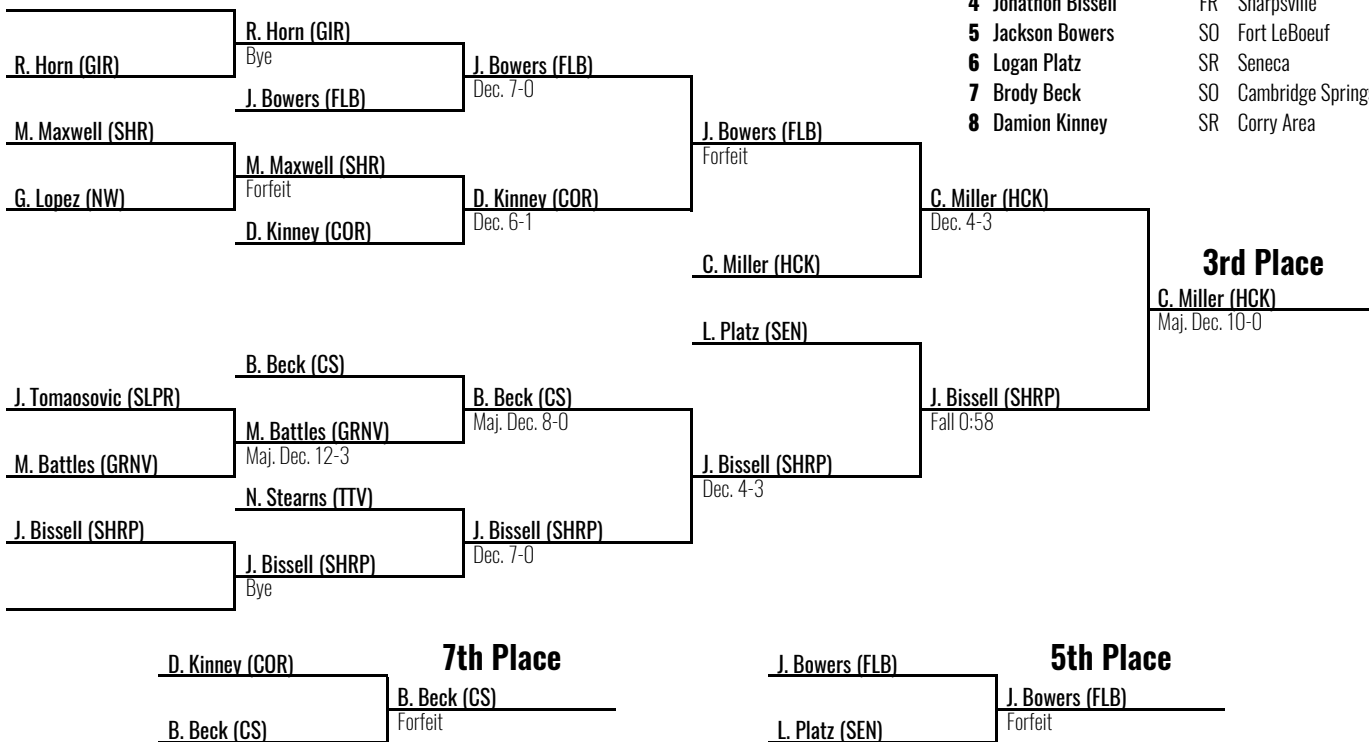 4 Jonathon Bissell FR Sharpsville
5 Jackson Bowers SO Fort LeBoeuf
6 Logan Platz SR Seneca
7 Brody Beck SO Cambridge Spring
8 Damion Kinney SR Corry Area
R. Horn (GIR)
R. Horn (GIR)
Bye
J. Bowers (FLB)
J. Bowers (FLB)
Dec. 7-0
M. Maxwell (SHR)
G. Lopez (NW)
M. Maxwell (SHR)
Forfeit
D. Kinney (COR)
D. Kinney (COR)
Dec. 6-1
J. Bowers (FLB)
Forfeit
C. Miller (HCK)
C. Miller (HCK)
Dec. 4-3
3rd Place
C. Miller (HCK)
Maj. Dec. 10-0
L. Platz (SEN)
B. Beck (CS)
J. Tomaosovic (SLPR)
M. Battles (GRNV)
M. Battles (GRNV)
Maj. Dec. 12-3
B. Beck (CS)
Maj. Dec. 8-0
N. Stearns (TTV)
J. Bissell (SHRP)
J. Bissell (SHRP)
Bye
J. Bissell (SHRP)
Dec. 7-0
J. Bissell (SHRP)
Dec. 4-3
J. Bissell (SHRP)
Fall 0:58
7th Place
D. Kinney (COR)
B. Beck (CS)
B. Beck (CS)
Forfeit
5th Place
J. Bowers (FLB)
L. Platz (SEN)
J. Bowers (FLB)
Forfeit